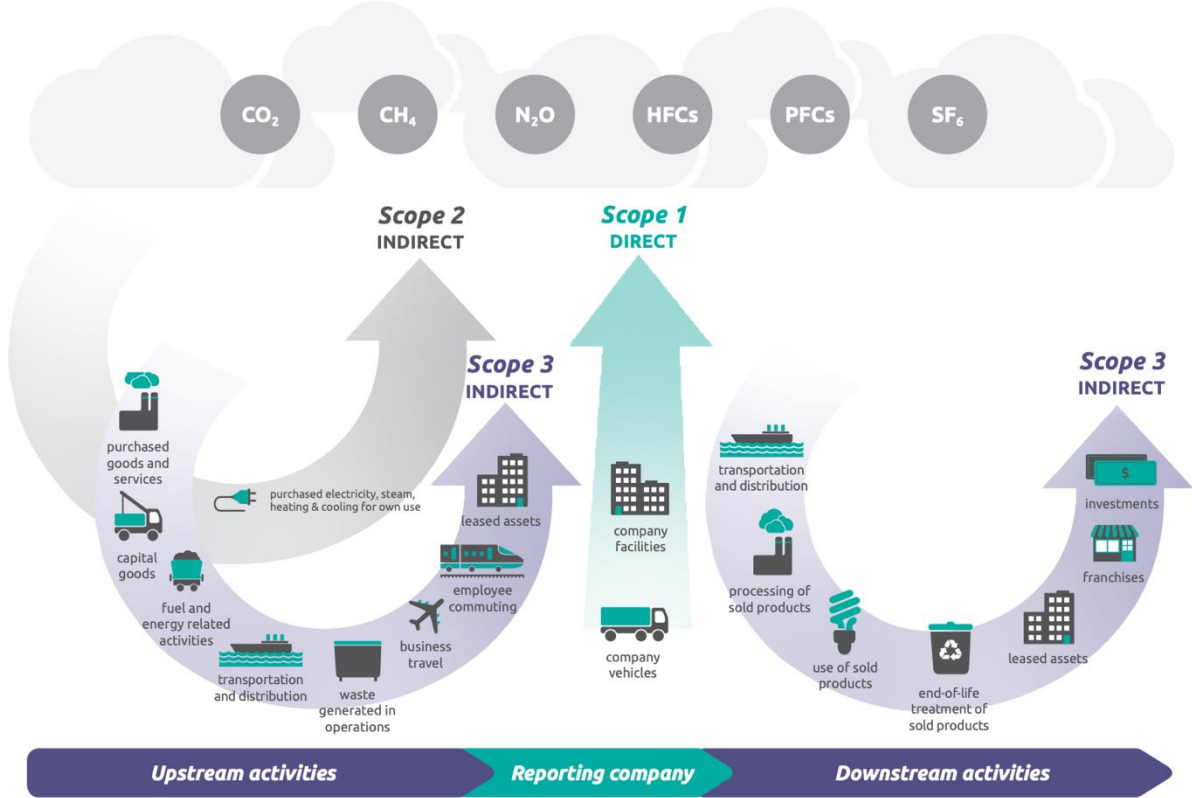 CO₂
CH₄
N₂O
HFCs
PFCs
SF₆
Scope 2
INDIRECT
Scope 1
DIRECT
Scope 3
INDIRECT
Scope 3
INDIRECT
purchased
goods and
services
capital
goods
fuel and
energy related
activities
purchased electricity, steam,
heating & cooling for own use
transportation
and distribution
waste
generated in
operations
business
travel
employee
commuting
leased assets
company
facilities
company
vehicles
transportation
and distribution
processing of
sold products
use of sold
products
end-of-life
treatment of
sold products
leased assets
franchises
$
investments
Upstream activities
Reporting company
Downstream activities